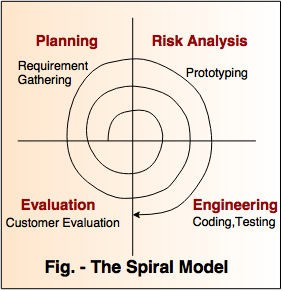 Planning
Risk Analysis
Requirement
Gathering
Prototyping
Evaluation
Engineering
Customer Evaluation
Coding,Testing
Fig. - The Spiral Model